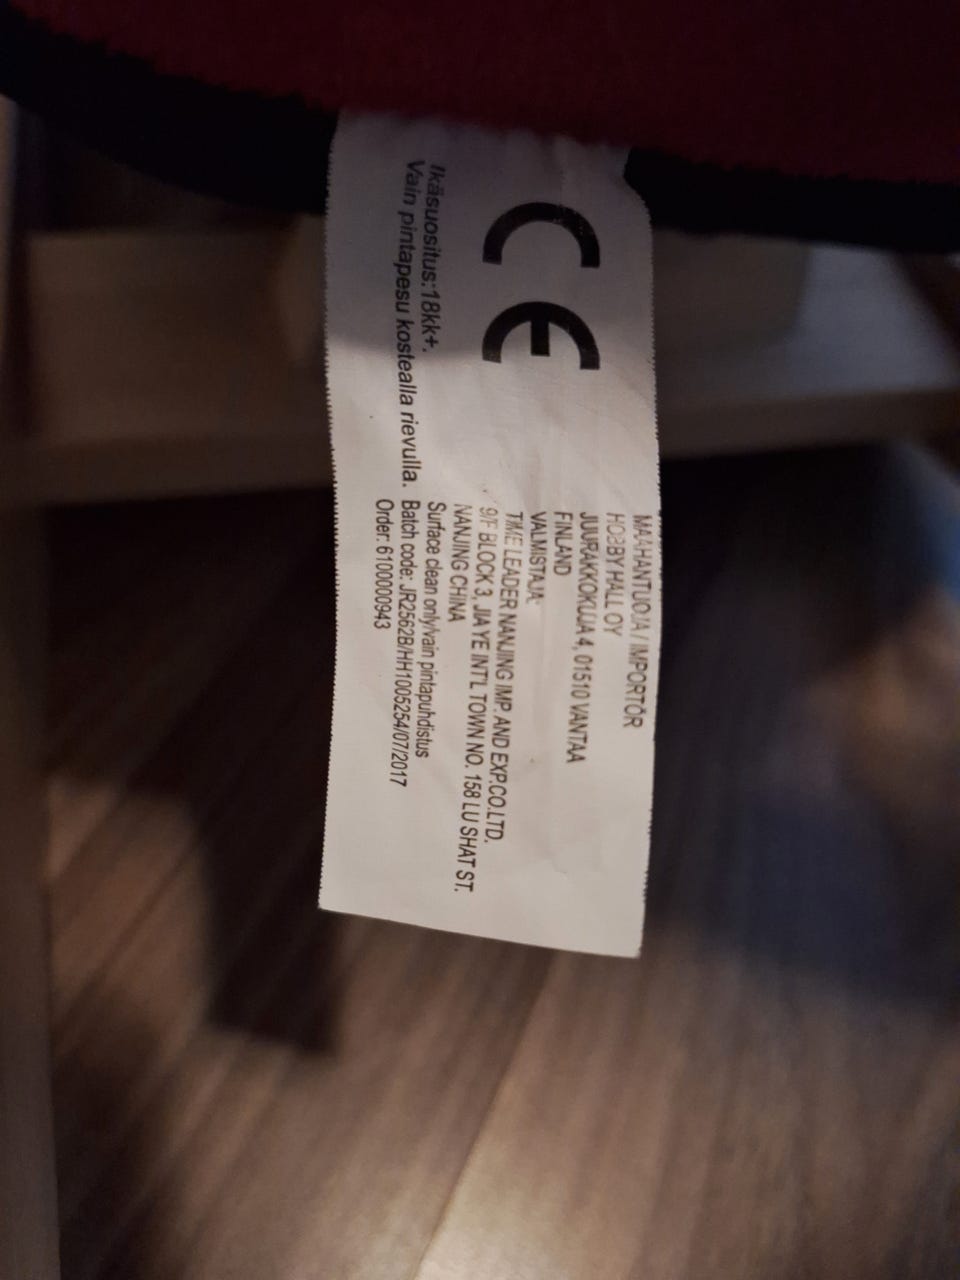 CE
Ikäsuositus:18kk+.
Vain pintapesu kostealla rievulla.
MAAHANTUOJA / IMPORTÖR
HOBBY HALL OY
JUURAKKOKUJA 4, 01510 VANTAA
FINLAND
VALMISTAJA:
TIME LEADER NANJING IMP. AND EXP.CO.LTD.
9/F BLOCK 3, JIA YE INT'L TOWN NO. 158 LU SHAT ST.
NANJING CHINA
Surface clean only/vain pintapuhdistus
Batch code: JR2562B/HH1005254/07/2017
Order: 6100000943